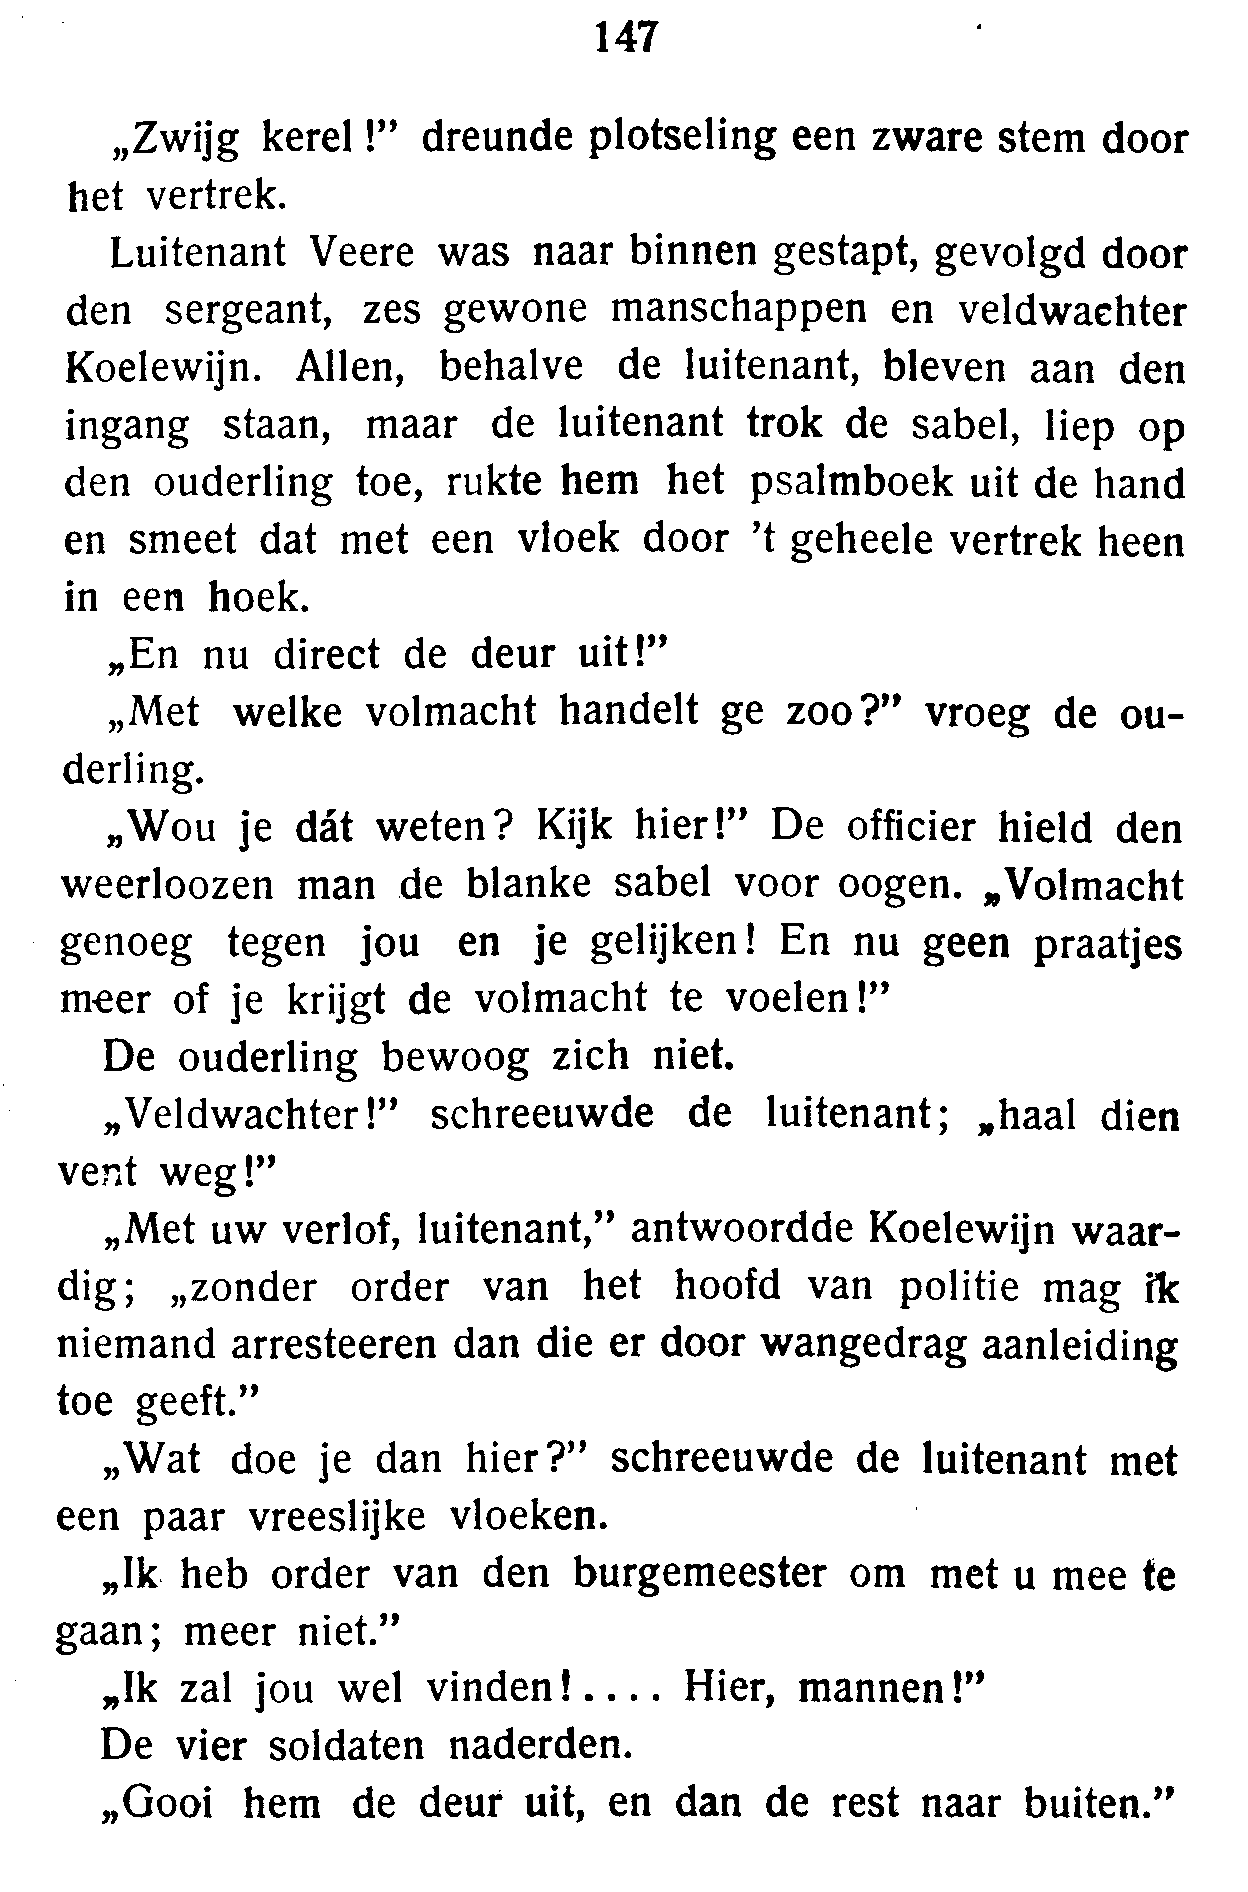 147
„Zwijg kerel!” dreunde plotseling een zware stem door
het vertrek.
Luitenant Veere was naar binnen gestapt, gevolgd door
den sergeant, zes gewone manschappen en veldwachter
Koelewijn. Allen, behalve de luitenant, bleven aan den
ingang staan, maar de luitenant trok de sabel, liep op
den ouderling toe, rukte hem het psalmboek uit de hand
en smeet dat met een vloek door ’t geheele vertrek heen
in een hoek.
„En nu direct de deur uit!”
„Met welke volmacht handelt ge zoo?” vroeg de ou-
derling.
„Wou je dát weten? Kijk hier!” De officier hield den
weerloozen man de blanke sabel voor oogen. „Volmacht
genoeg tegen jou en je gelijken! En nu geen praatjes
meer of je krijgt de volmacht te voelen!”
De ouderling bewoog zich niet.
„Veldwachter!” schreeuwde de luitenant; „haal dien
vent weg!”
„Met uw verlof, luitenant,” antwoordde Koelewijn waar-
dig; „zonder order van het hoofd van politie mag ik
niemand arresteeren dan die er door wangedrag aanleiding
toe geeft.”
„Wat doe je dan hier?” schreeuwde de luitenant met
een paar vreeslijke vloeken.
„Ik heb order van den burgemeester om met u mee te
gaan; meer niet.”
„Ik zal jou wel vinden!.... Hier, mannen!”
De vier soldaten naderden.
„Gooi hem de deur uit, en dan de rest naar buiten.”